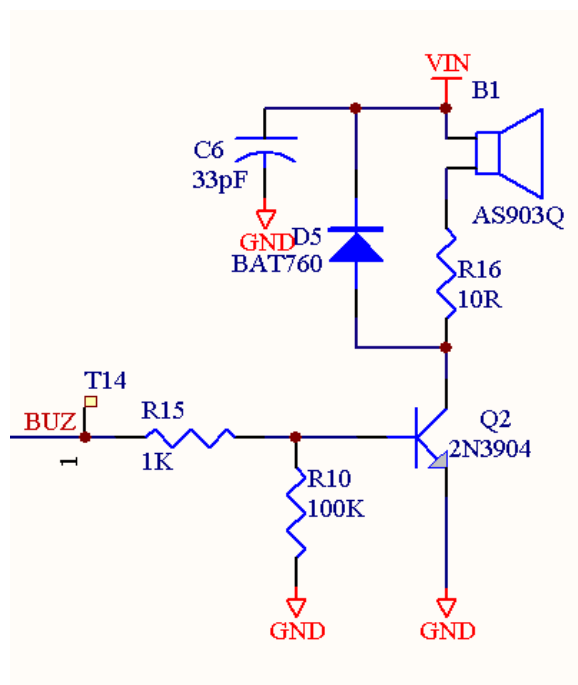 VIN
B1
C6
33pF
AS903Q
GND
D5
BAT760
R16
10R
T14
BUZ
R15
Q2
1
1K
2N3904
R10
100K
GND
GND